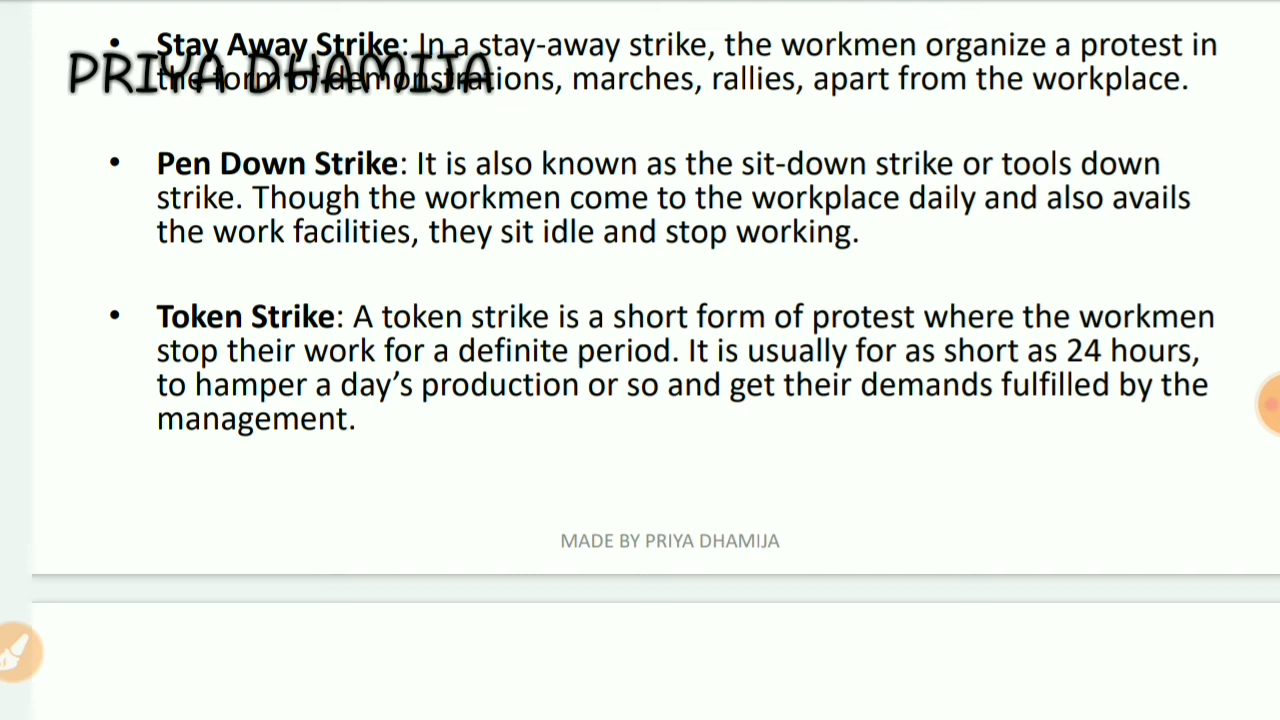 • Stay Away Strike: In a stay-away strike, the workmen organize a protest in
PRIYA DHAMIJA
the form of demonstrations, marches, rallies, apart from the workplace.
• Pen Down Strike: It is also known as the sit-down strike or tools down
strike. Though the workmen come to the workplace daily and also avails
the work facilities, they sit idle and stop working.
• Token Strike: A token strike is a short form of protest where the workmen
stop their work for a definite period. It is usually for as short as 24 hours,
to hamper a day’s production or so and get their demands fulfilled by the
management.
MADE BY PRIYA DHAMIJA